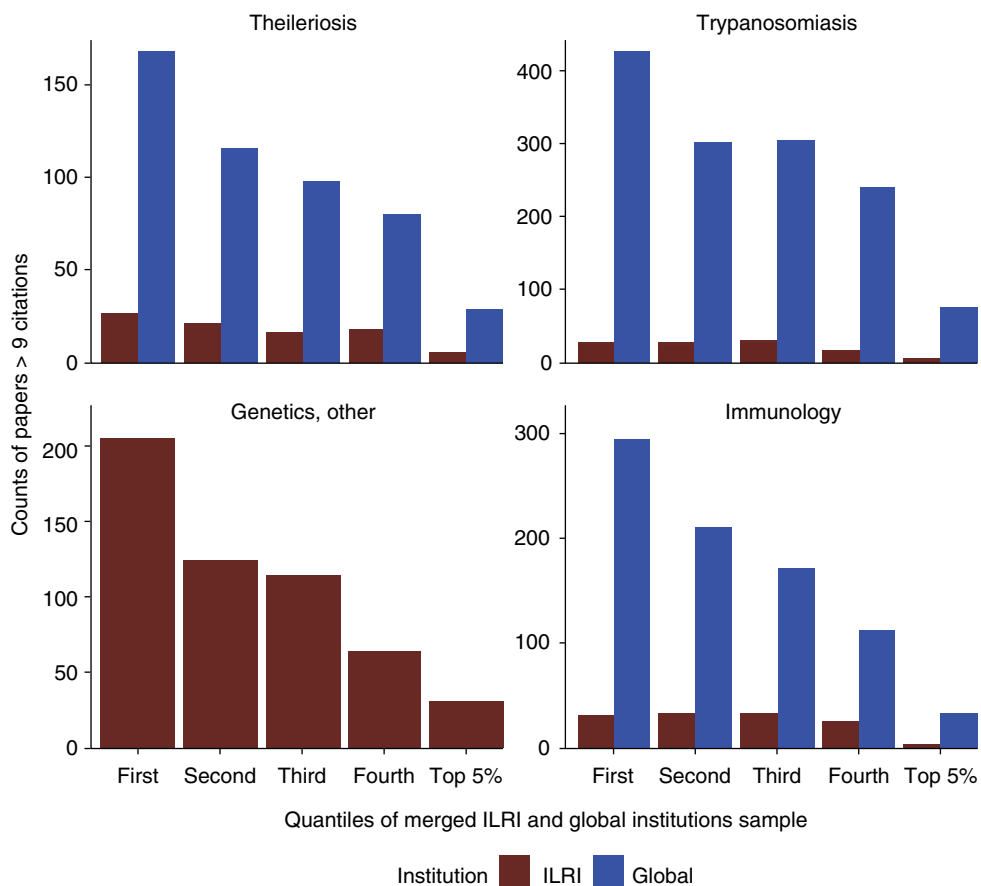 Theileriosis
Trypanosomiasis
150
100
50
0
400
300
200
100
0
Genetics, other
Immunology
200
150
100
50
0
300
200
100
0
Counts of papers > 9 citations
First Second Third Fourth Top 5%
First Second Third Fourth Top 5%
Quantiles of merged ILRI and global institutions sample
Institution ILRI Global